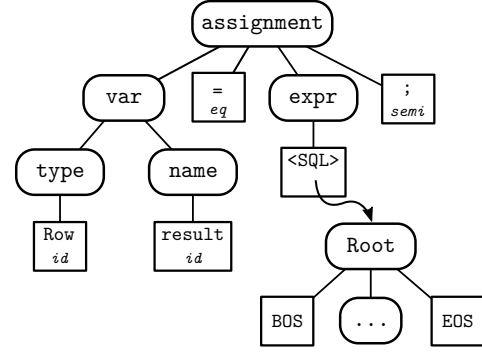 assignment
var
=
eq
expr
;
semi
type
name
<SQL>
Row
id
result
id
Root
BOS
...
EOS